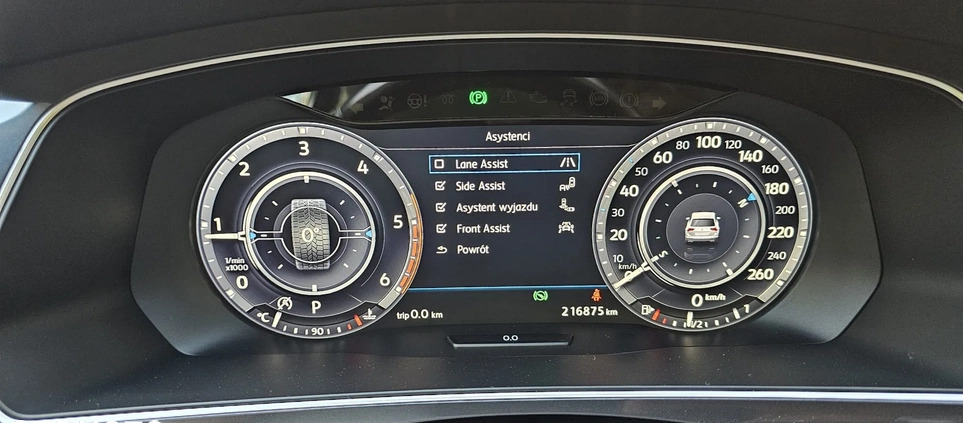 Asystenci
Lane Assist
Side Assist
Asystent wyjazdu
Front Assist
Powrót
0 1/min x1000 2 3 4 5 6
0°
P
°C 90
trip 0.0 km
216875 km
0 10 20 30 40 50 60 80 100 120 140 160 180 200 220 240 260
km/h
N
S
0 km/h
1/2
0.0